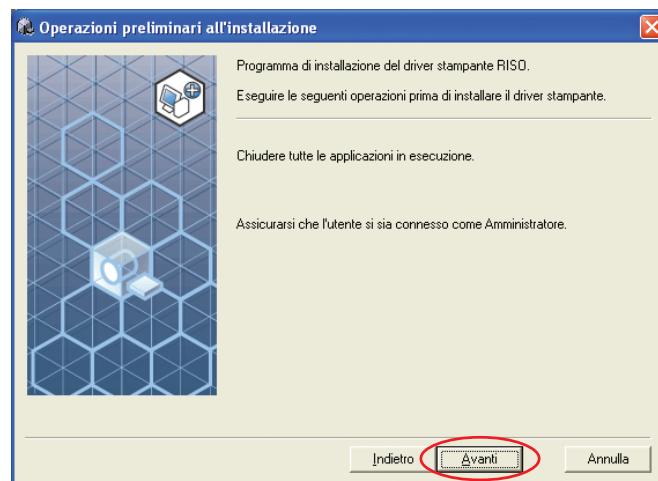 Operazioni preliminari all'installazione
Programma di installazione del driver stampante RISO.
Eseguire le seguenti operazioni prima di installare il driver stampante.
Chiudere tutte le applicazioni in esecuzione.
Assicurarsi che l'utente si sia connesso come Amministratore.
Indietro Avanti Annulla